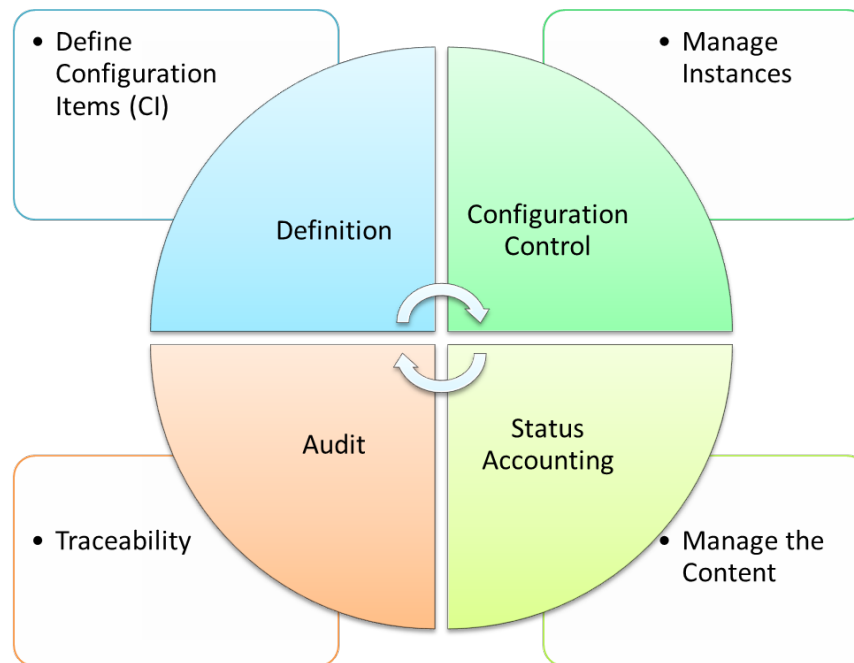 • Define
Configuration
Items (CI)
• Manage
Instances
Definition
Configuration
Control
Audit
Status
Accounting
• Traceability
• Manage the
Content